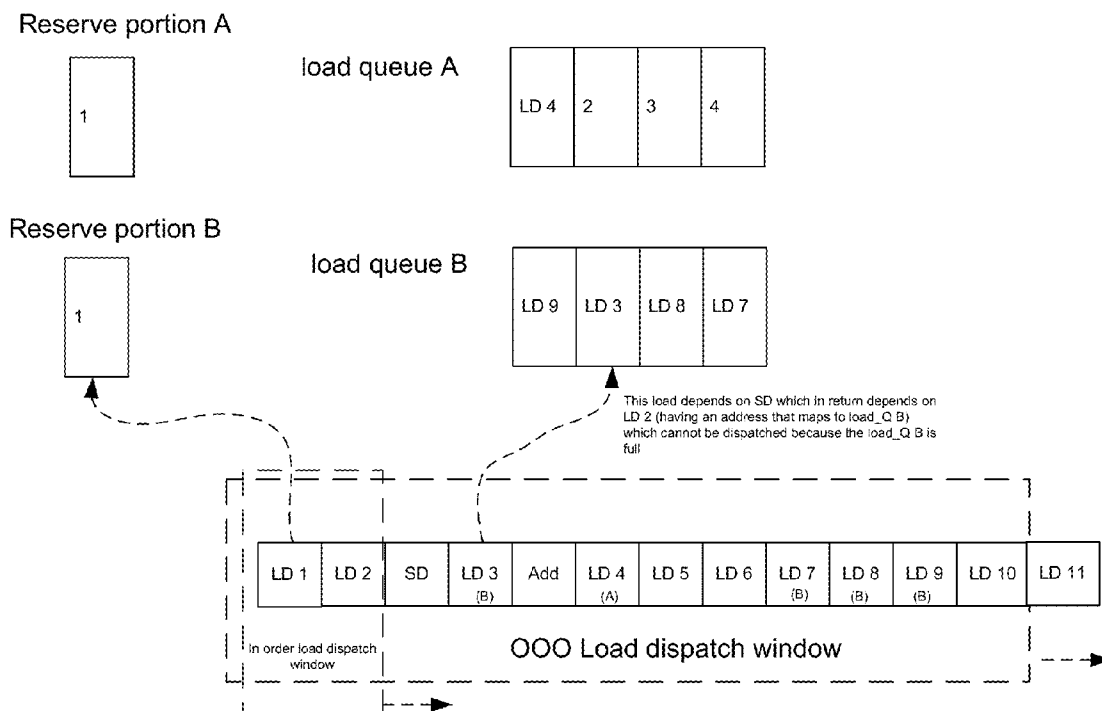 Reserve portion A
load queue A
1
LD 4 2 3 4
Reserve portion B
load queue B
1
LD 9 LD 3 LD 8 LD 7
This load depends on SD which in return depends on
LD 2 (having an address that maps to load_Q B)
which cannot be dispatched because the load_Q B is
full
LD 1 LD 2 SD LD 3 Add LD 4 LD 5 LD 6 LD 7 LD 8 LD 9 LD 10 LD 11
(B) (A) (B) (B) (B)
In order load dispatch
window
OOO Load dispatch window